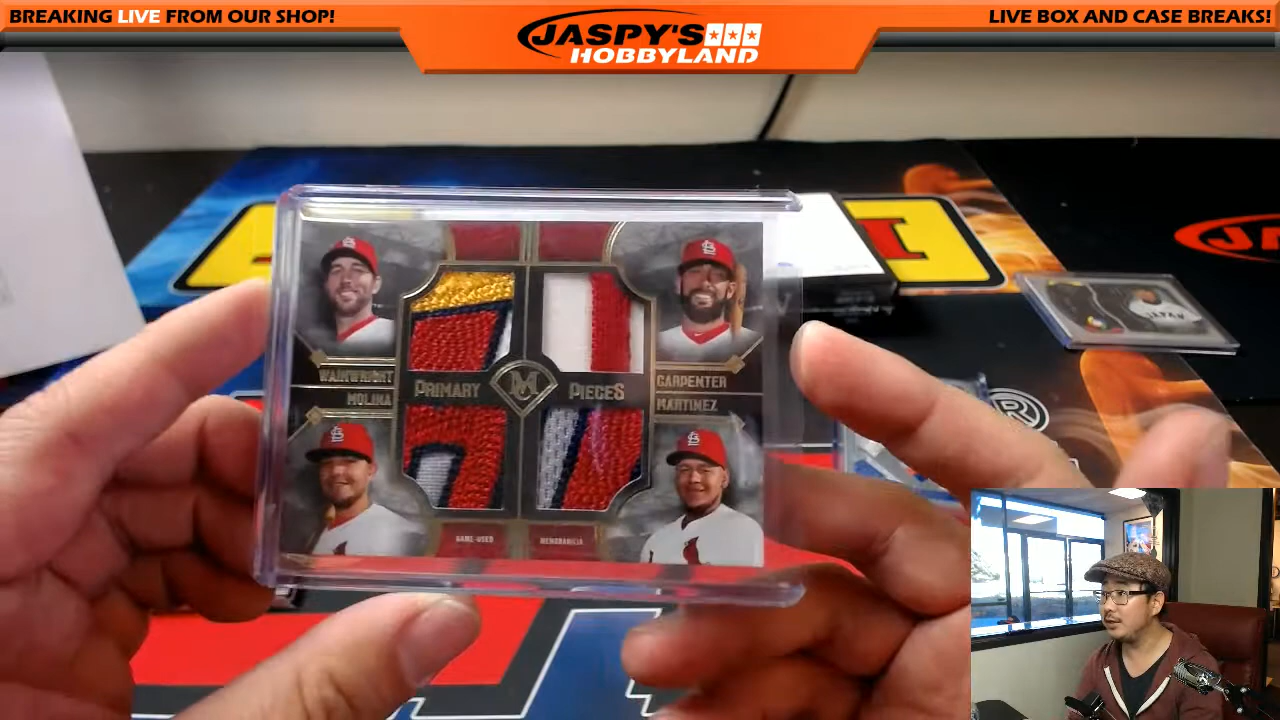 BREAKING LIVE FROM OUR SHOP!
JASPY'S
HOBBYLAND
LIVE BOX AND CASE BREAKS!
WAINWRIGHT
MOLINA
PRIMARY
PIECES
CARPENTER
MARTINEZ
GAME-USED
MEMORABILIA
JAPAN
R